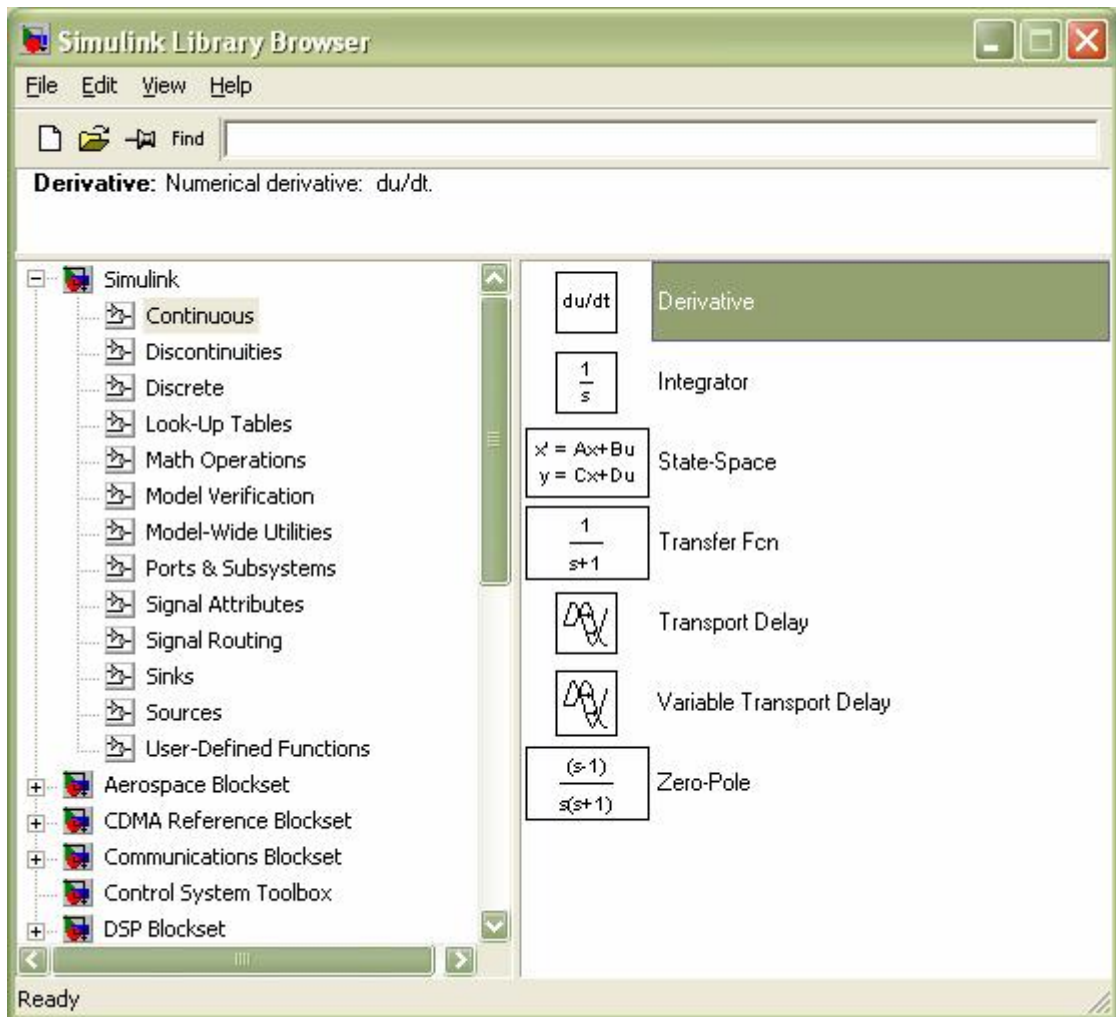 Simulink Library Browser
File Edit View Help
Find
Derivative: Numerical derivative: du/dt.
Simulink
Continuous
Discontinuities
Discrete
Look-Up Tables
Math Operations
Model Verification
Model-Wide Utilities
Ports & Subsystems
Signal Attributes
Signal Routing
Sinks
Sources
User-Defined Functions
Aerospace Blockset
CDMA Reference Blockset
Communications Blockset
Control System Toolbox
DSP Blockset
du/dt Derivative
1
s
Integrator
x' = Ax+Bu
y = Cx+Du
State-Space
1
s+1
Transfer Fcn
Transport Delay
Variable Transport Delay
(s-1)
s(s+1)
Zero-Pole
Ready